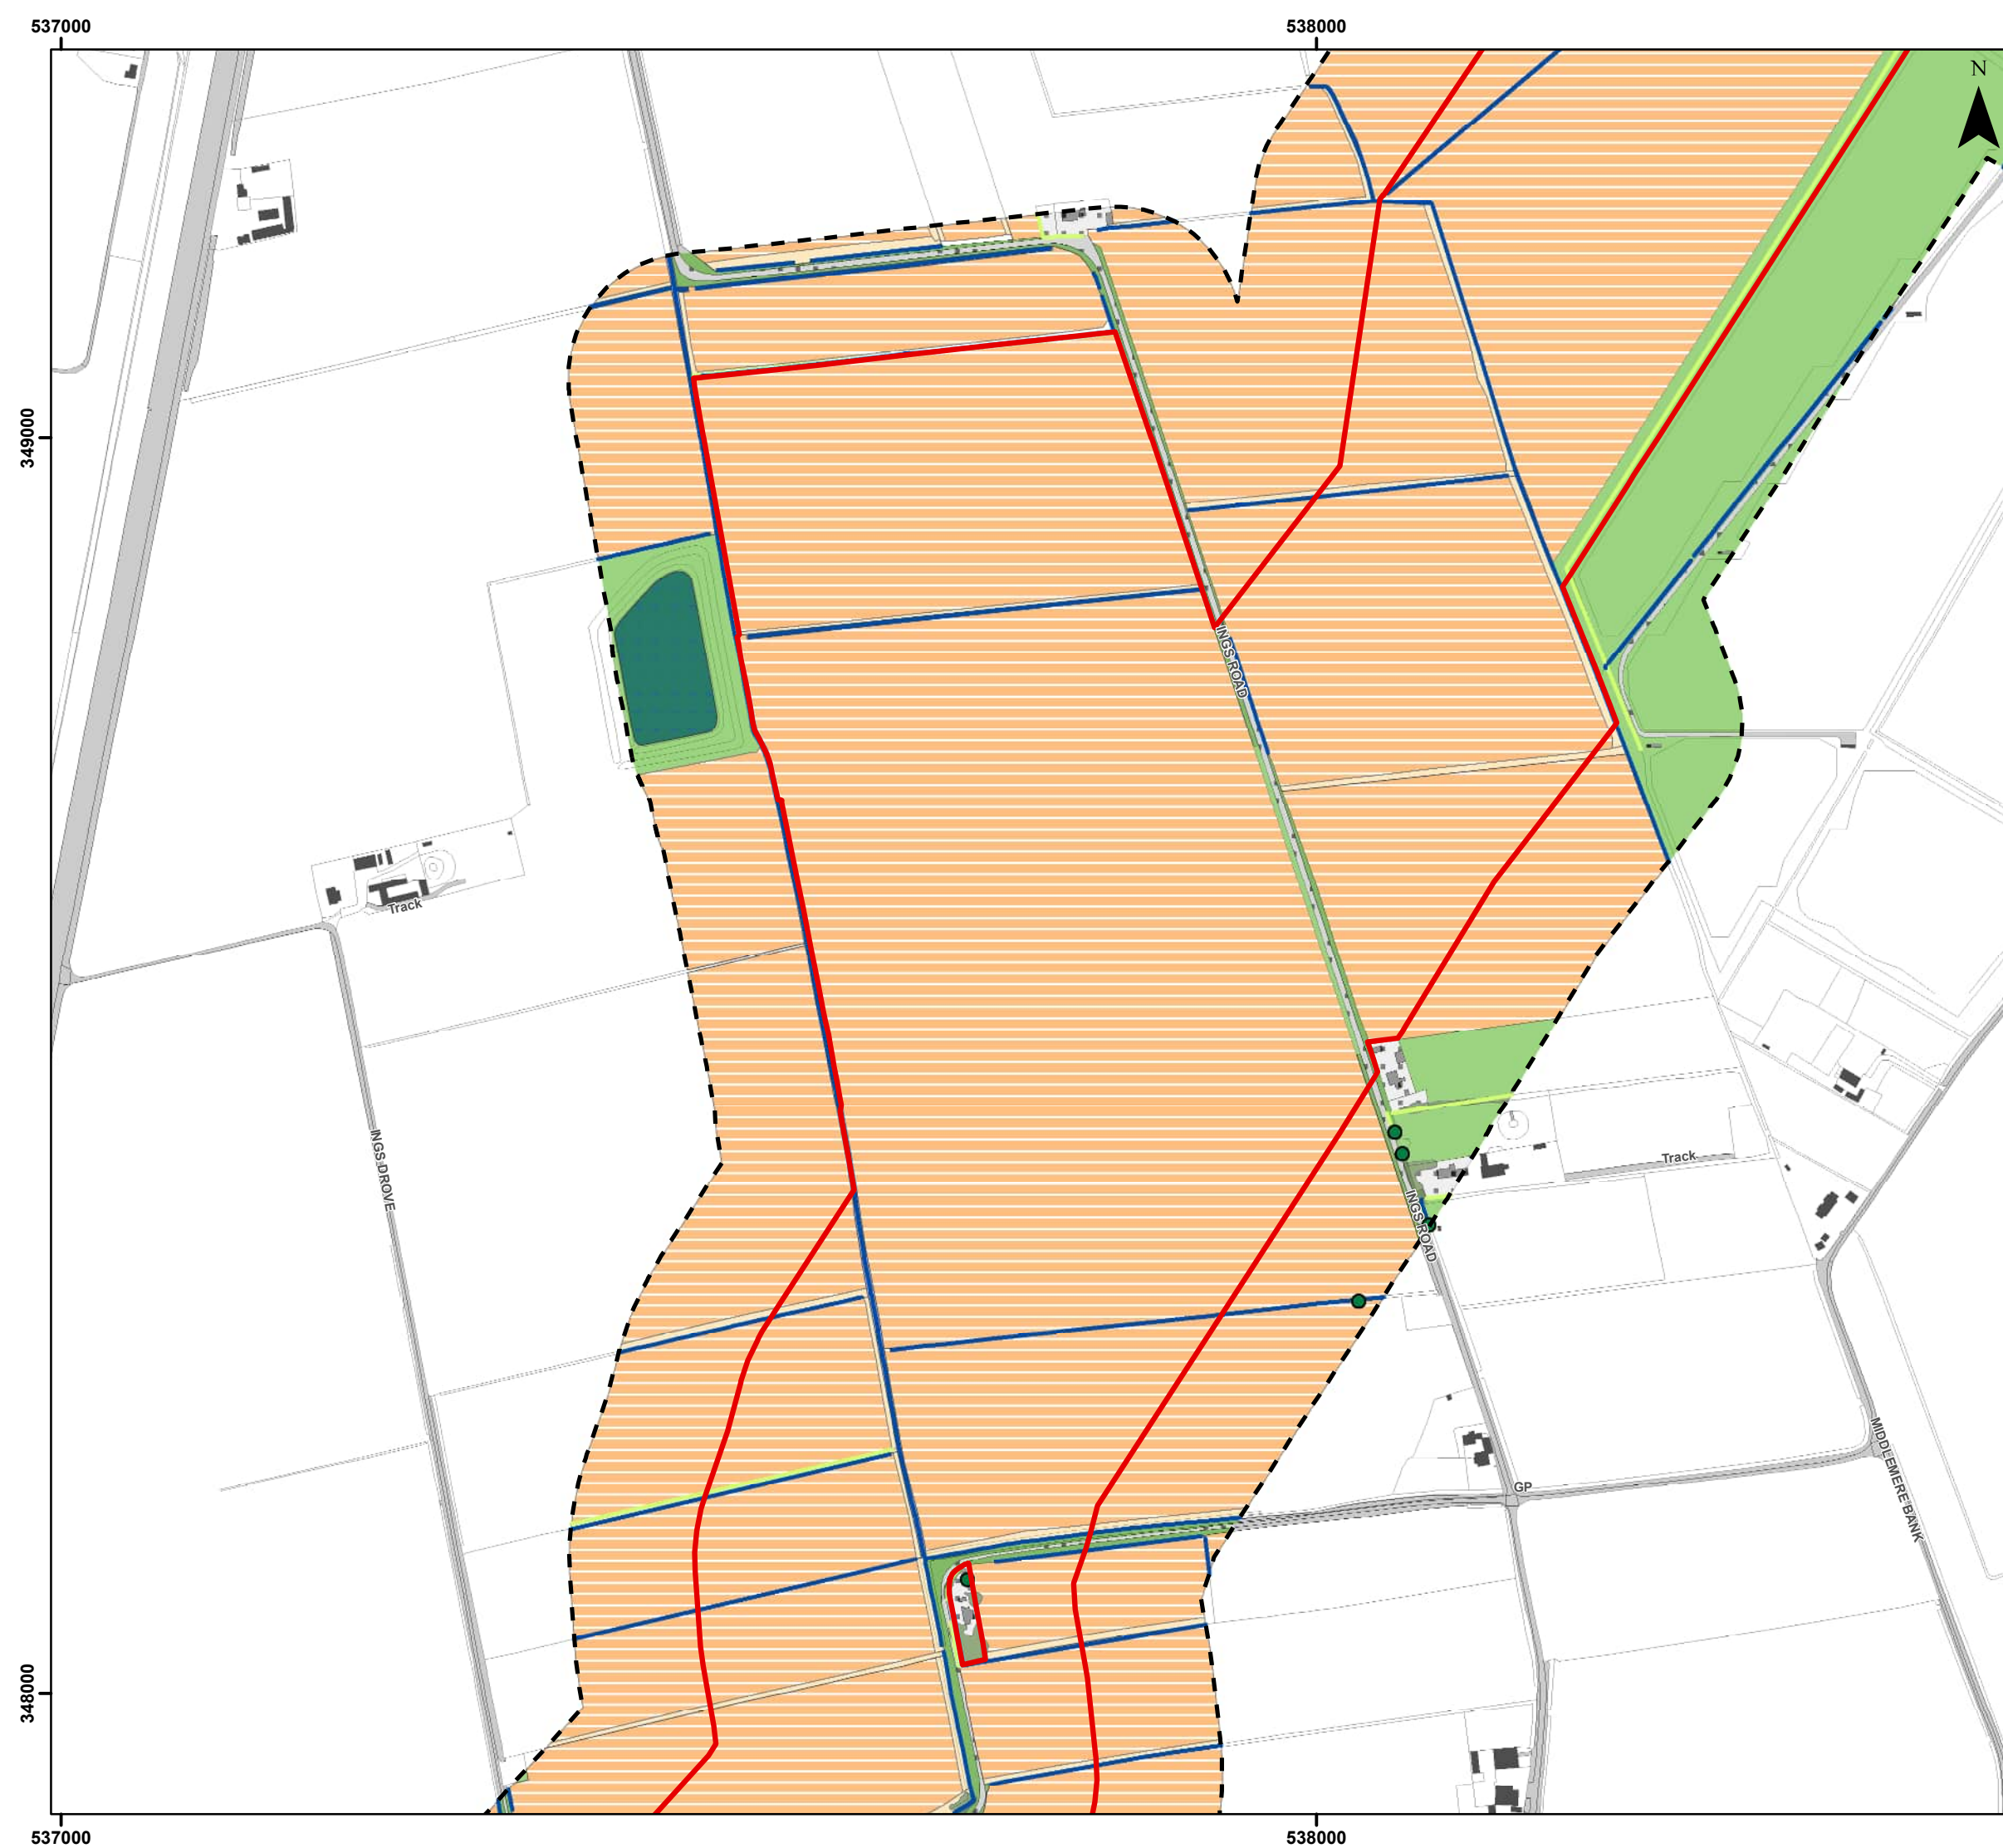 537000
538000
N
349000
INGS ROAD
Track
INGS DROVE
Track
INGS ROAD
MIDDLEMERE BANK
GP
348000
537000
538000